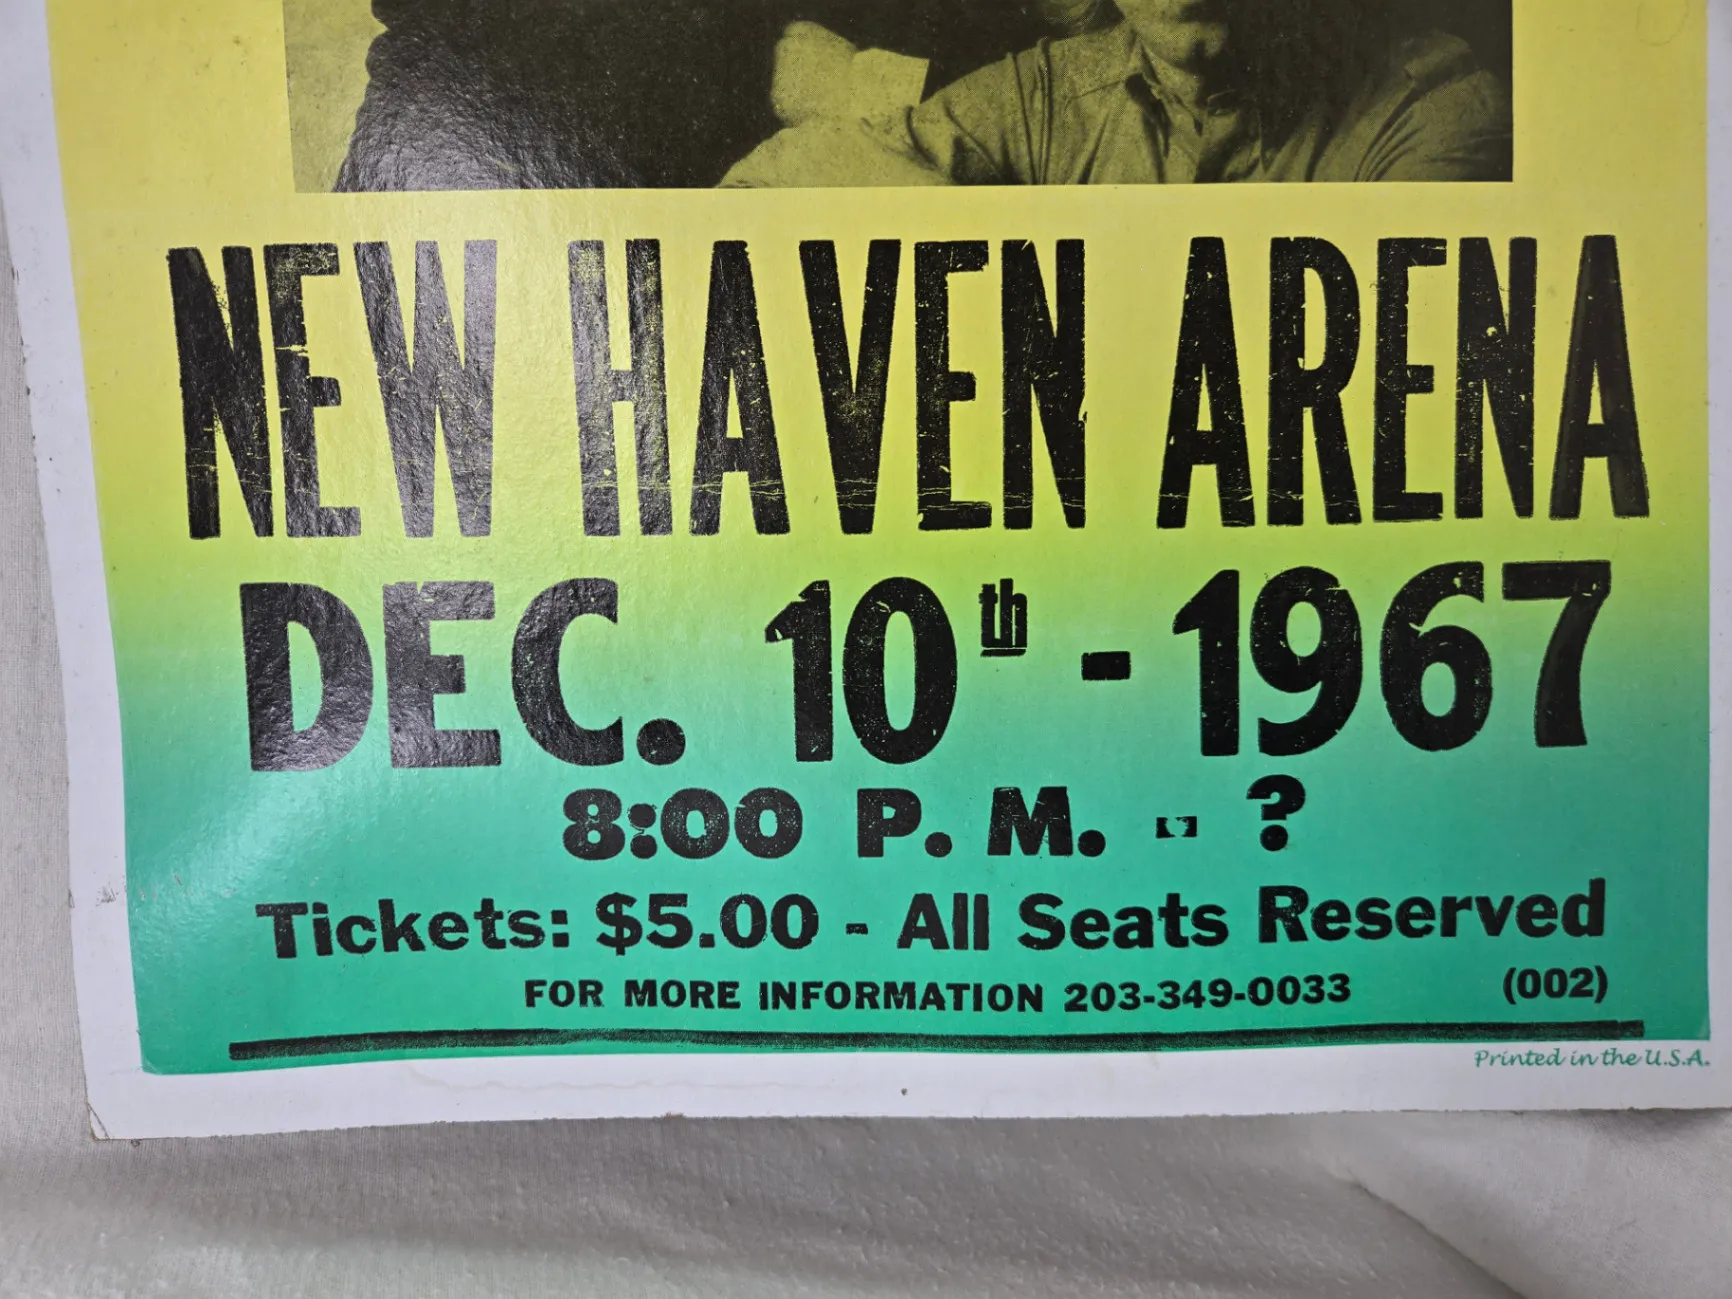 NEW HAVEN ARENA
DEC. 10th - 1967
8:00 P. M. - ?
Tickets: $5.00 - All Seats Reserved
FOR MORE INFORMATION 203-349-0033 (002)
Printed in the U.S.A.